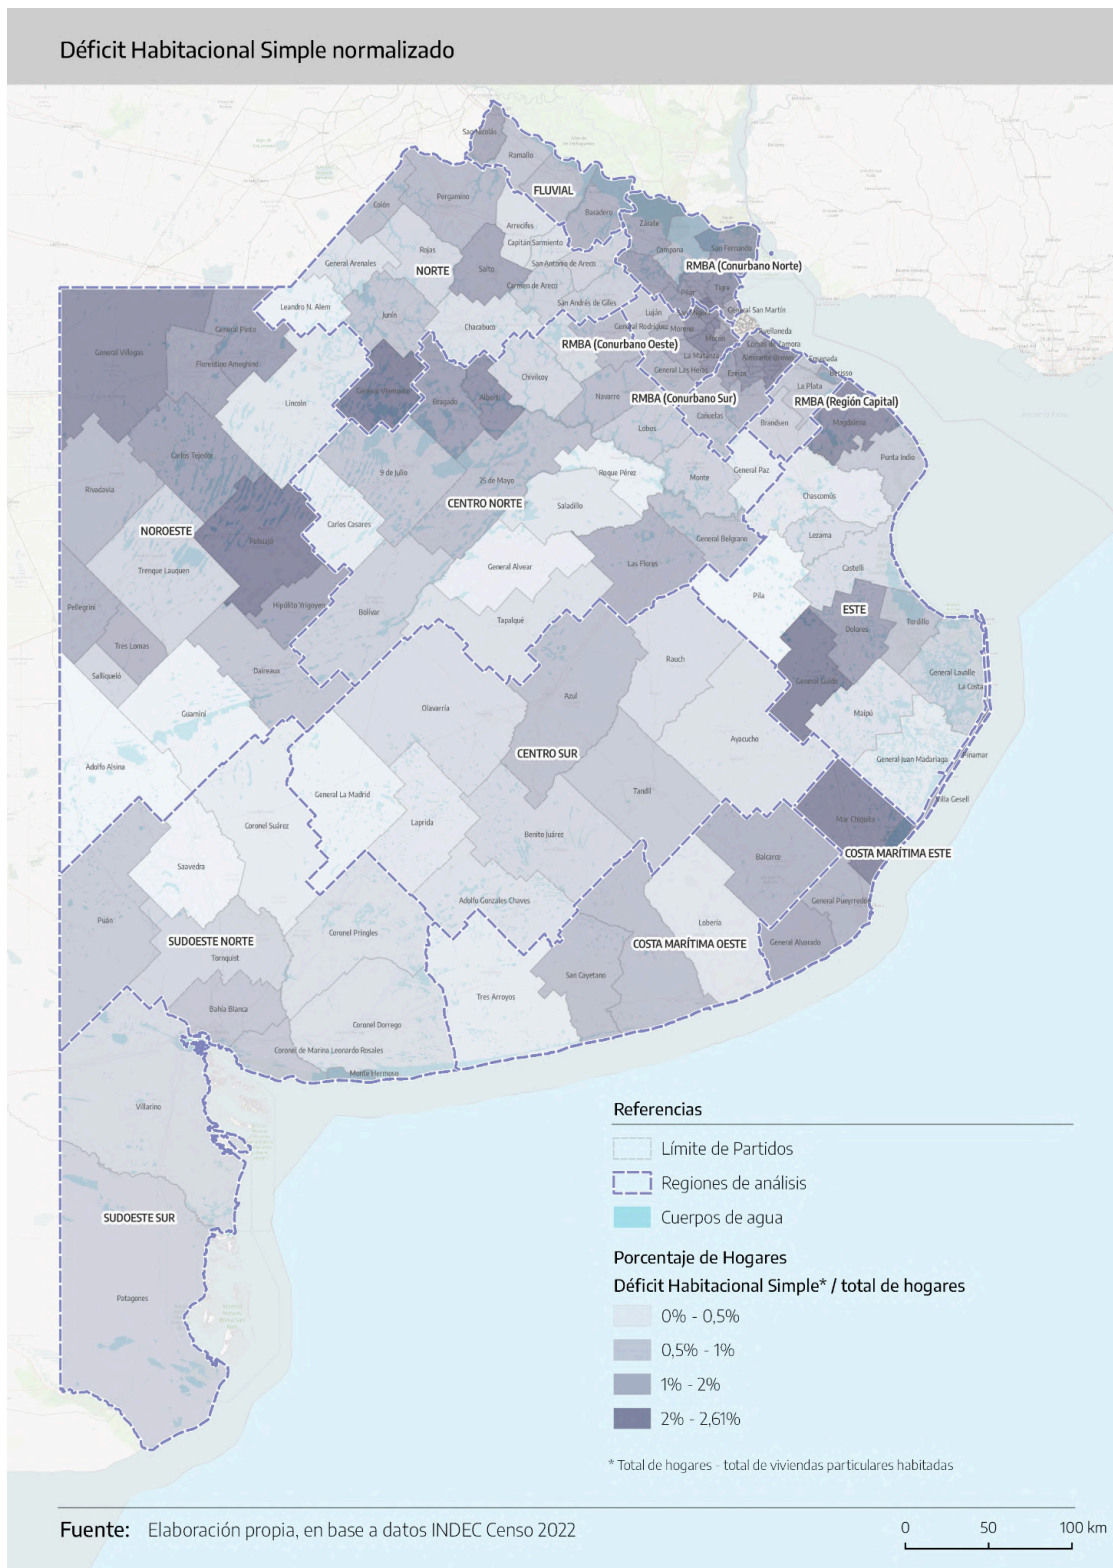 Déficit Habitacional Simple normalizado
San Nicolás
Ramallo
FLUVIAL
Pergamino
Colón
Baradero
Arrecifes
Zárate
Capitán Sarmiento
Rojas
Campana
San Fernando
General Arenales
San Antonio de Areco
RMBA (Conurbano Norte)
NORTE
Salto
Carmen de Areco
Tigre
Pilar
San Andrés de Giles
Leandro N. Alem
Luján
General San Martín
Junín
Chacabuco
General Rodríguez
Moreno
Avellaneda
General Pinto
Morón
RMBA (Conurbano Oeste)
Lomas de Zamora
General Villegas
La Matanza
Almirante Brown
Ensenada
Florentino Ameghino
General Las Heras
Ezeiza
Berisso
Chivilcoy
La Plata
General Viamonte
Navarro
RMBA (Conurbano Sur)
RMBA (Región Capital)
Lincoln
Bragado
Alberti
Cañuelas
Brandsen
Magdalena
Lobos
Carlos Tejedor
Punta Indio
9 de Julio
General Paz
Roque Pérez
Monte
25 de Mayo
Rivadavia
CENTRO NORTE
Saladillo
Chascomús
Carlos Casares
NOROESTE
Lezama
Pehuajó
General Belgrano
Las Flores
Trenque Lauquen
General Alvear
Castelli
Pila
Pellegrini
Hipólito Yrigoyen
ESTE
Bolívar
Tapalqué
Tordillo
Dolores
Tres Lomas
Rauch
Salliqueló
Daireaux
General Lavalle
General Guido
La Costa
Azul
Olavarría
Guaminí
Maipú
Ayacucho
CENTRO SUR
Pinamar
General Juan Madariaga
Adolfo Alsina
Tandil
General La Madrid
Villa Gesell
Laprida
Mar Chiquita
Coronel Suárez
Benito Juárez
COSTA MARÍTIMA ESTE
Balcarce
Saavedra
Adolfo Gonzales Chaves
General Pueyrredón
Puán
Lobería
Coronel Pringles
SUDOESTE NORTE
COSTA MARÍTIMA OESTE
General Alvarado
Tornquist
San Cayetano
Tres Arroyos
Bahía Blanca
Coronel Dorrego
Coronel de Marina Leonardo Rosales
Monte Hermoso
Villarino
SUDOESTE SUR
Patagones
Referencias
Límite de Partidos
Regiones de análisis
Cuerpos de agua
Porcentaje de Hogares
Déficit Habitacional Simple* / total de hogares
0% - 0,5%
0,5% - 1%
1% - 2%
2% - 2,61%
* Total de hogares - total de viviendas particulares habitadas
Fuente: Elaboración propia, en base a datos INDEC Censo 2022
0 50 100 km